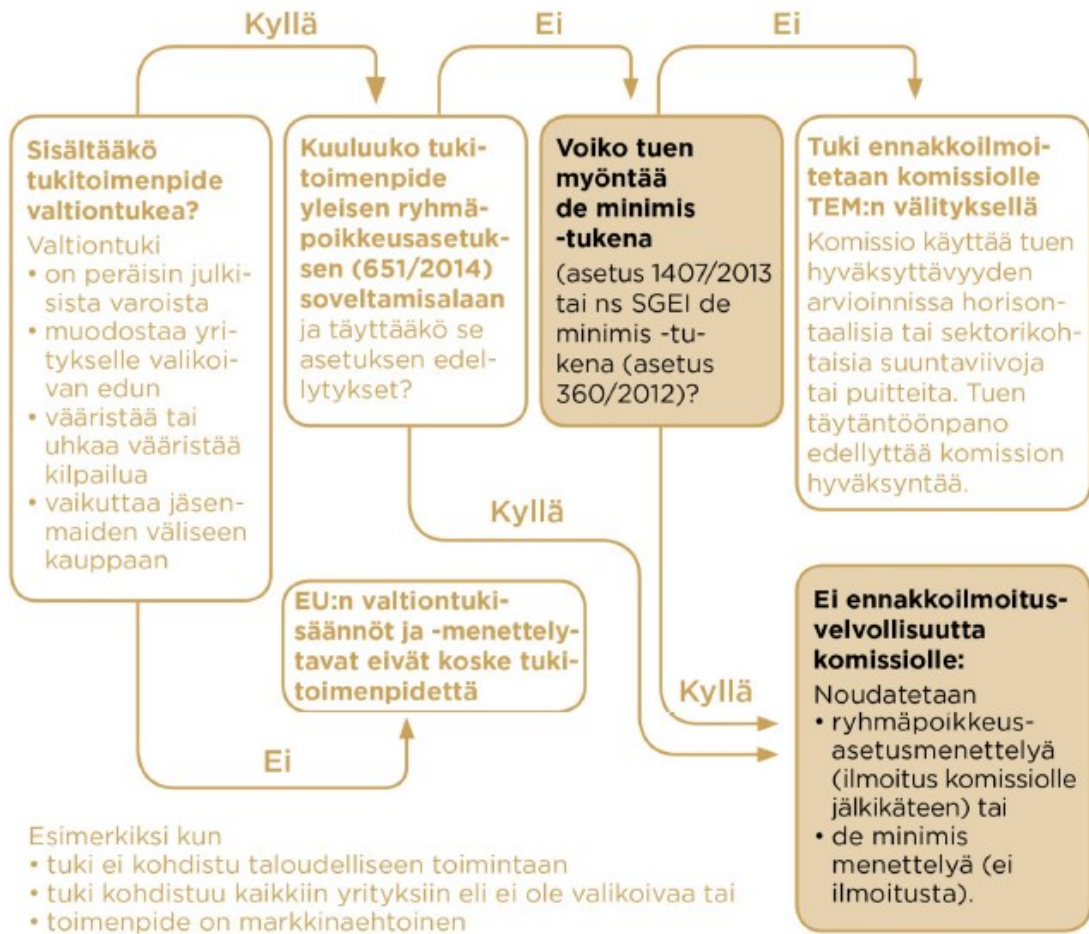 Kyllä
Ei
Ei
Sisältääkö
tukitoimenpide
valtiontukea?
Valtiontuki
• on peräisin julki-
sista varoista
• muodostaa yri-
tykselle valikoi-
van edun
• vääristää tai
uhkaa vääristää
kilpailua
• vaikuttaa jäsen-
maiden väliseen
kauppaan
Kuuluuko tuki-
toimenpide
yleisen ryhmä-
poikkeusasetuk-
sen (651/2014)
soveltamisalaan
ja täyttääkö se
asetuksen edel-
lytykset?
Voiko tuen
myöntää
de minimis
-tukena
(asetus 1407/2013
tai ns SGEI de
minimis -tu-
kena (asetus
360/2012)?
Tuki ennakkoilmoi-
tetaan komissiolle
TEM:n välityksellä
Komissio käyttää tuen
hyväksyttävyyden
arvioinnissa horison-
taalisia tai sektorikoh-
taisia suuntaviivoja
tai puitteita. Tuen
täytäntöönpano
edellyttää komission
hyväksyntää.
Kyllä
EU:n valtiontuki-
säännöt ja -menettely-
tavat eivät koske tuki-
toimenpidettä
Kyllä
Ei
Ei ennakkoilmoitus-
velvollisuutta
komissiolle:
Noudatetaan
• ryhmäpoikkeus-
asetusmenettelyä
(ilmoitus komissiolle
jälkikäteen) tai
• de minimis
menettelyä (ei
ilmoitusta).
Esimerkiksi kun
• tuki ei kohdistu taloudelliseen toimintaan
• tuki kohdistuu kaikkiin yrityksiin eli ei ole valikoivaa tai
• toimenpide on markkinaehtoinen